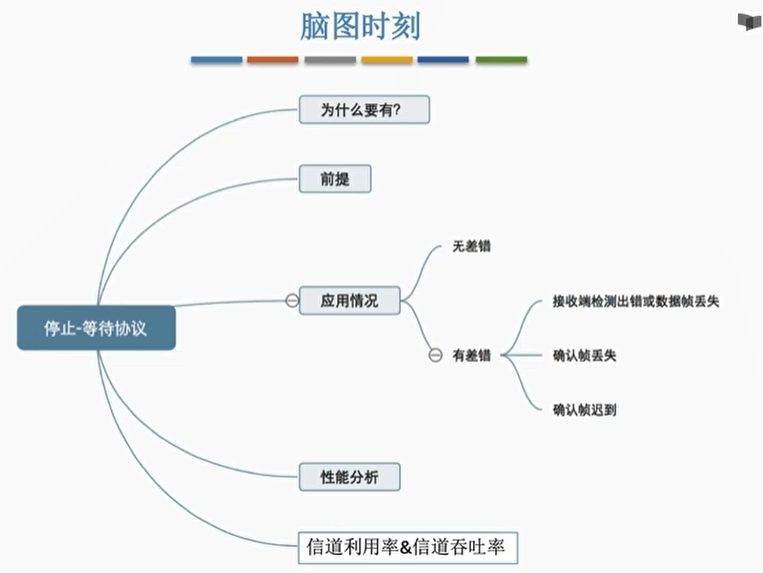 脑图时刻
为什么要有?
前提
无差错
应用情况
接收端检测出错或数据帧丢失
停止-等待协议
有差错
确认帧丢失
确认帧迟到
性能分析
信道利用率&信道吞吐率